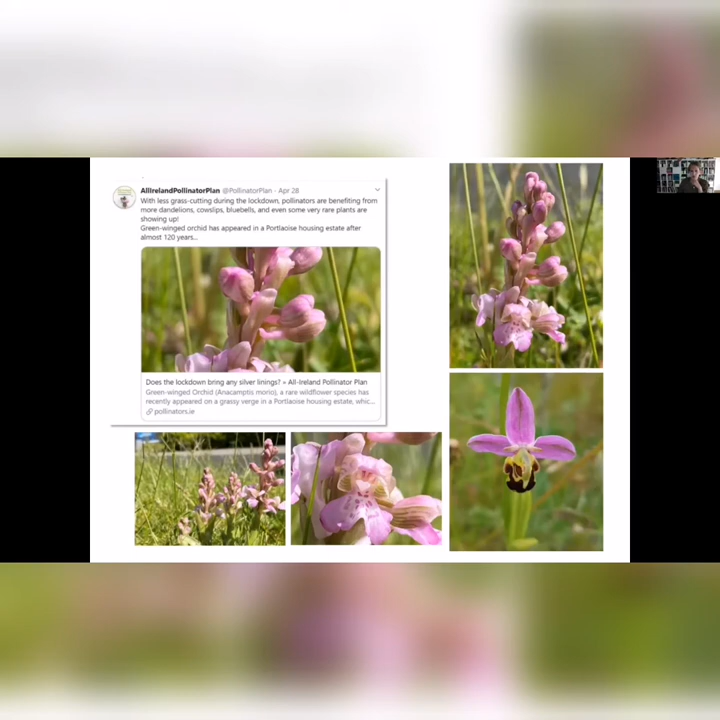 AllIrelandPollinatorPlan @PollinatorPlan - Apr 28
With less grass-cutting during the lockdown, pollinators are benefiting from
more dandelions, cowslips, bluebells, and even some very rare plants are
showing up!
Green-winged orchid has appeared in a Portlaoise housing estate after
almost 120 years...
Does the lockdown bring any silver linings? » All-Ireland Pollinator Plan
Green-winged Orchid (Anacamptis morio), a rare wildflower species has
recently appeared on a grassy verge in a Portlaoise housing estate, whic...
pollinators.ie